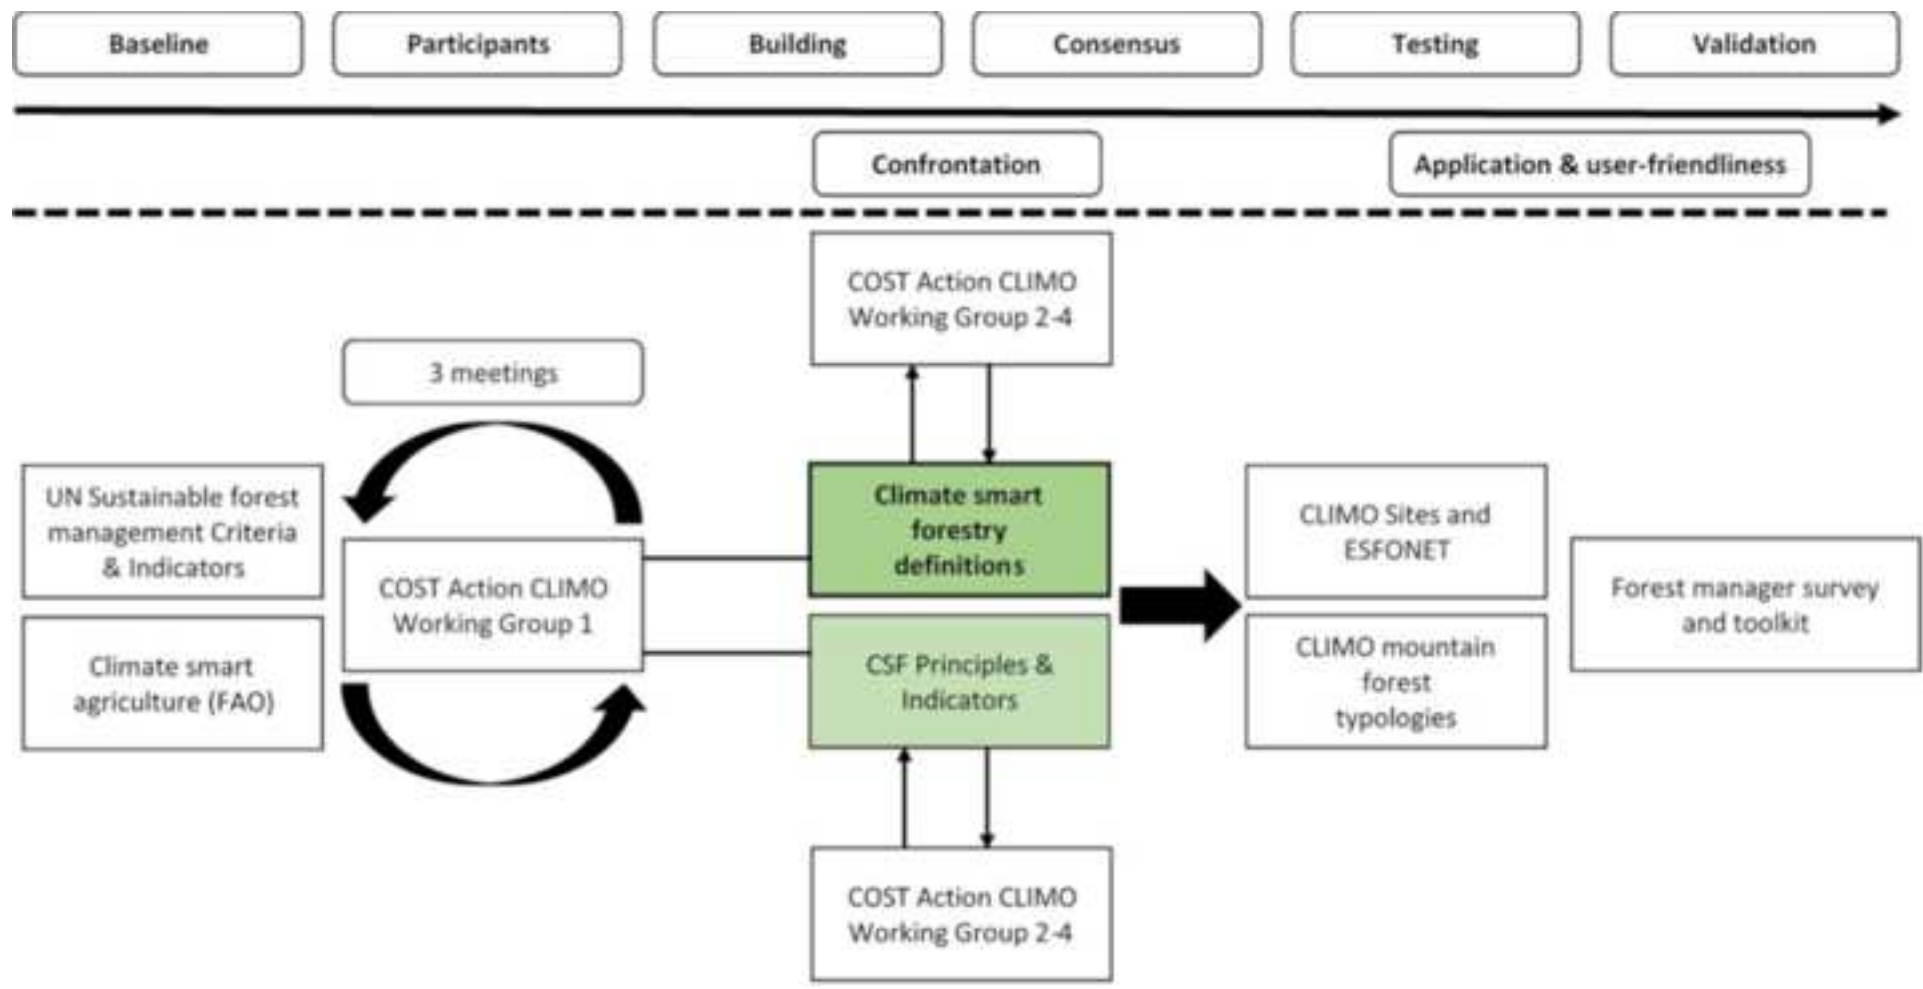 Baseline
Participants
Building
Consensus
Testing
Validation
Confrontation
Application & user-friendliness
COST Action CLIMO
Working Group 2-4
3 meetings
UN Sustainable forest
management Criteria
& Indicators
Climate smart
agriculture (FAO)
COST Action CLIMO
Working Group 1
Climate smart
forestry
definitions
CSF Principles &
Indicators
CLIMO Sites and
ESFONET
CLIMO mountain
forest
typologies
Forest manager survey
and toolkit
COST Action CLIMO
Working Group 2-4